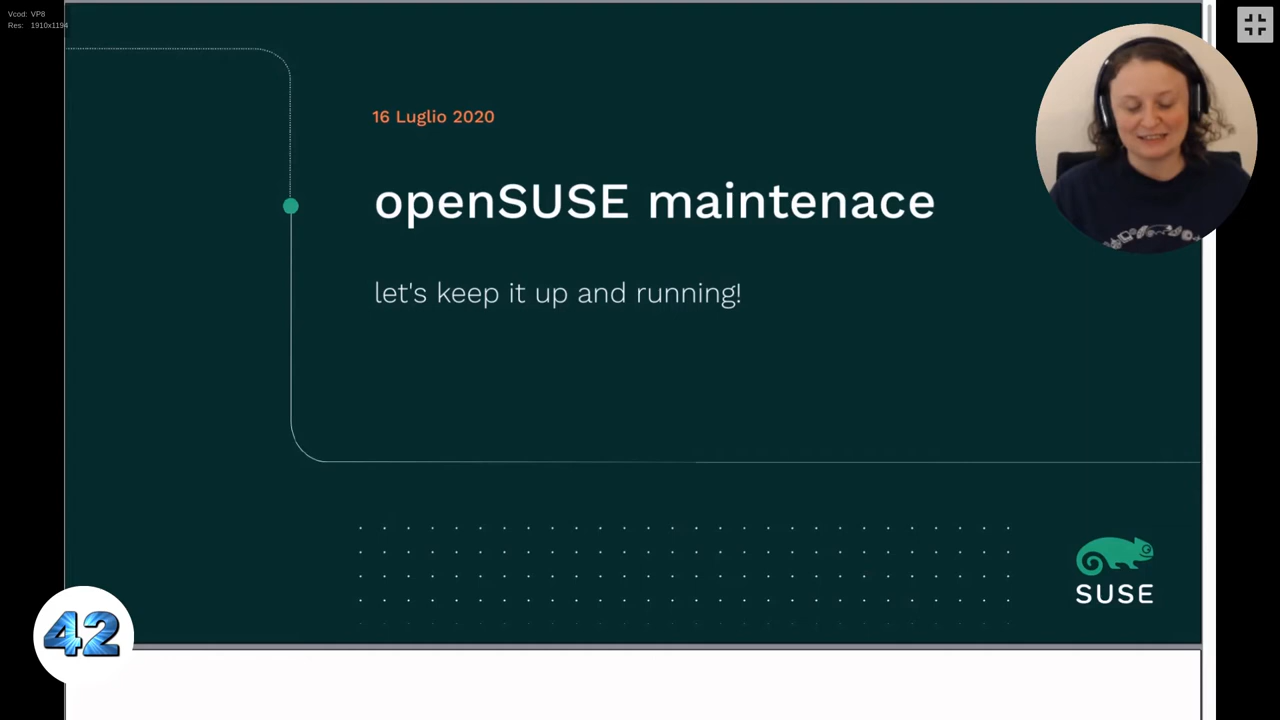 Vcod: VP8
Res: 1910x1194
16 Luglio 2020
openSUSE maintenace
let's keep it up and running!
SUSE
42